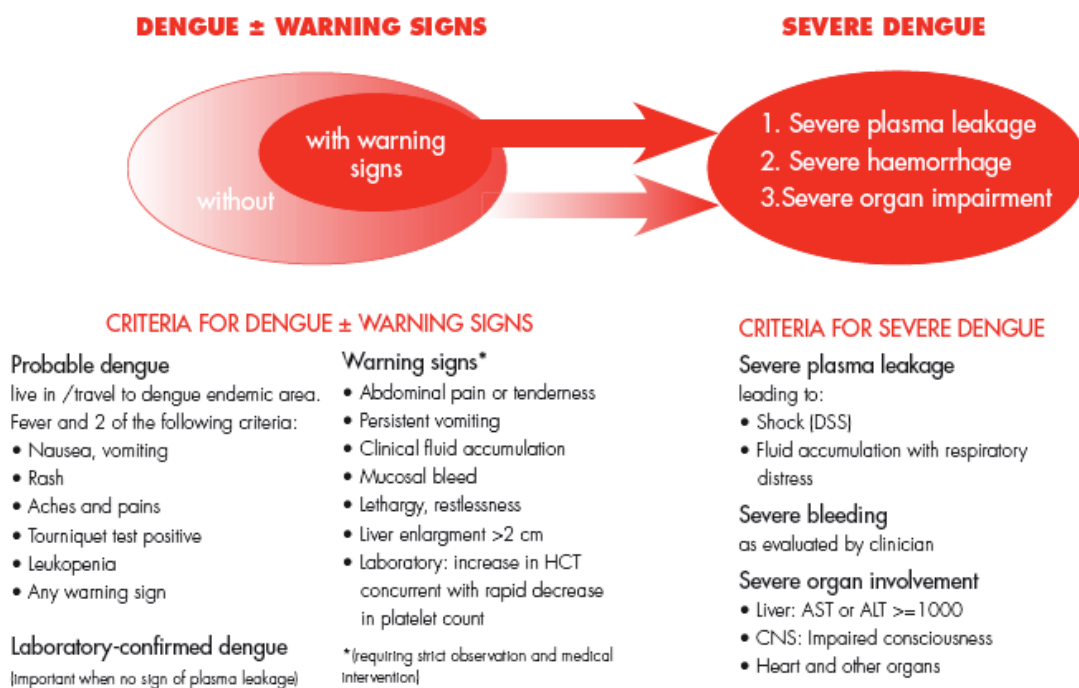 DENGUE ± WARNING SIGNS
SEVERE DENGUE
with warning
signs
without
1. Severe plasma leakage
2. Severe haemorrhage
3.Severe organ impairment
CRITERIA FOR DENGUE ± WARNING SIGNS
Probable dengue
live in /travel to dengue endemic area.
Fever and 2 of the following criteria:
• Nausea, vomiting
• Rash
• Aches and pains
• Tourniquet test positive
• Leukopenia
• Any warning sign
Laboratory-confirmed dengue
(important when no sign of plasma leakage)
Warning signs*
• Abdominal pain or tenderness
• Persistent vomiting
• Clinical fluid accumulation
• Mucosal bleed
• Lethargy, restlessness
• Liver enlargment >2 cm
• Laboratory: increase in HCT
concurrent with rapid decrease
in platelet count
*(requiring strict observation and medical
intervention)
CRITERIA FOR SEVERE DENGUE
Severe plasma leakage
leading to:
• Shock (DSS)
• Fluid accumulation with respiratory
distress
Severe bleeding
as evaluated by clinician
Severe organ involvement
• Liver: AST or ALT >=1000
• CNS: Impaired consciousness
• Heart and other organs